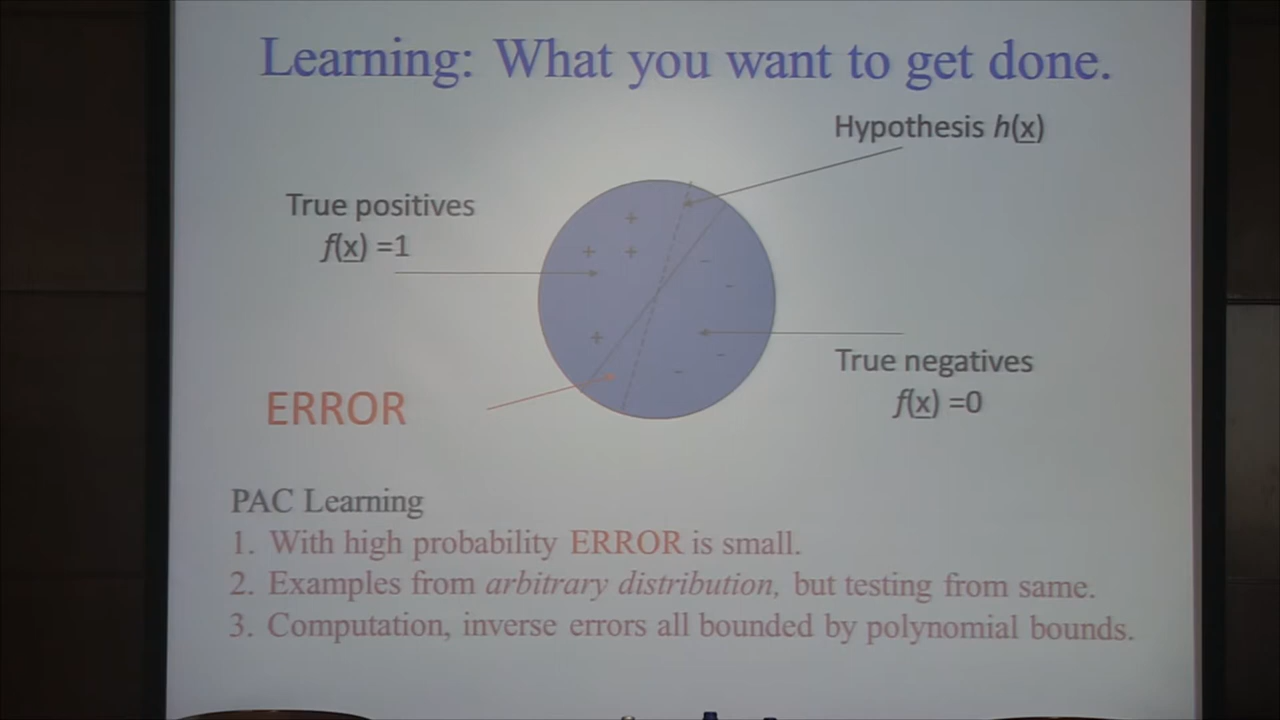 Learning: What you want to get done.
Hypothesis h(x)
True positives
f(x) =1
+
+ +
–
-
+
-
-
True negatives
f(x) =0
ERROR
PAC Learning
1. With high probability ERROR is small.
2. Examples from arbitrary distribution, but testing from same.
3. Computation, inverse errors all bounded by polynomial bounds.